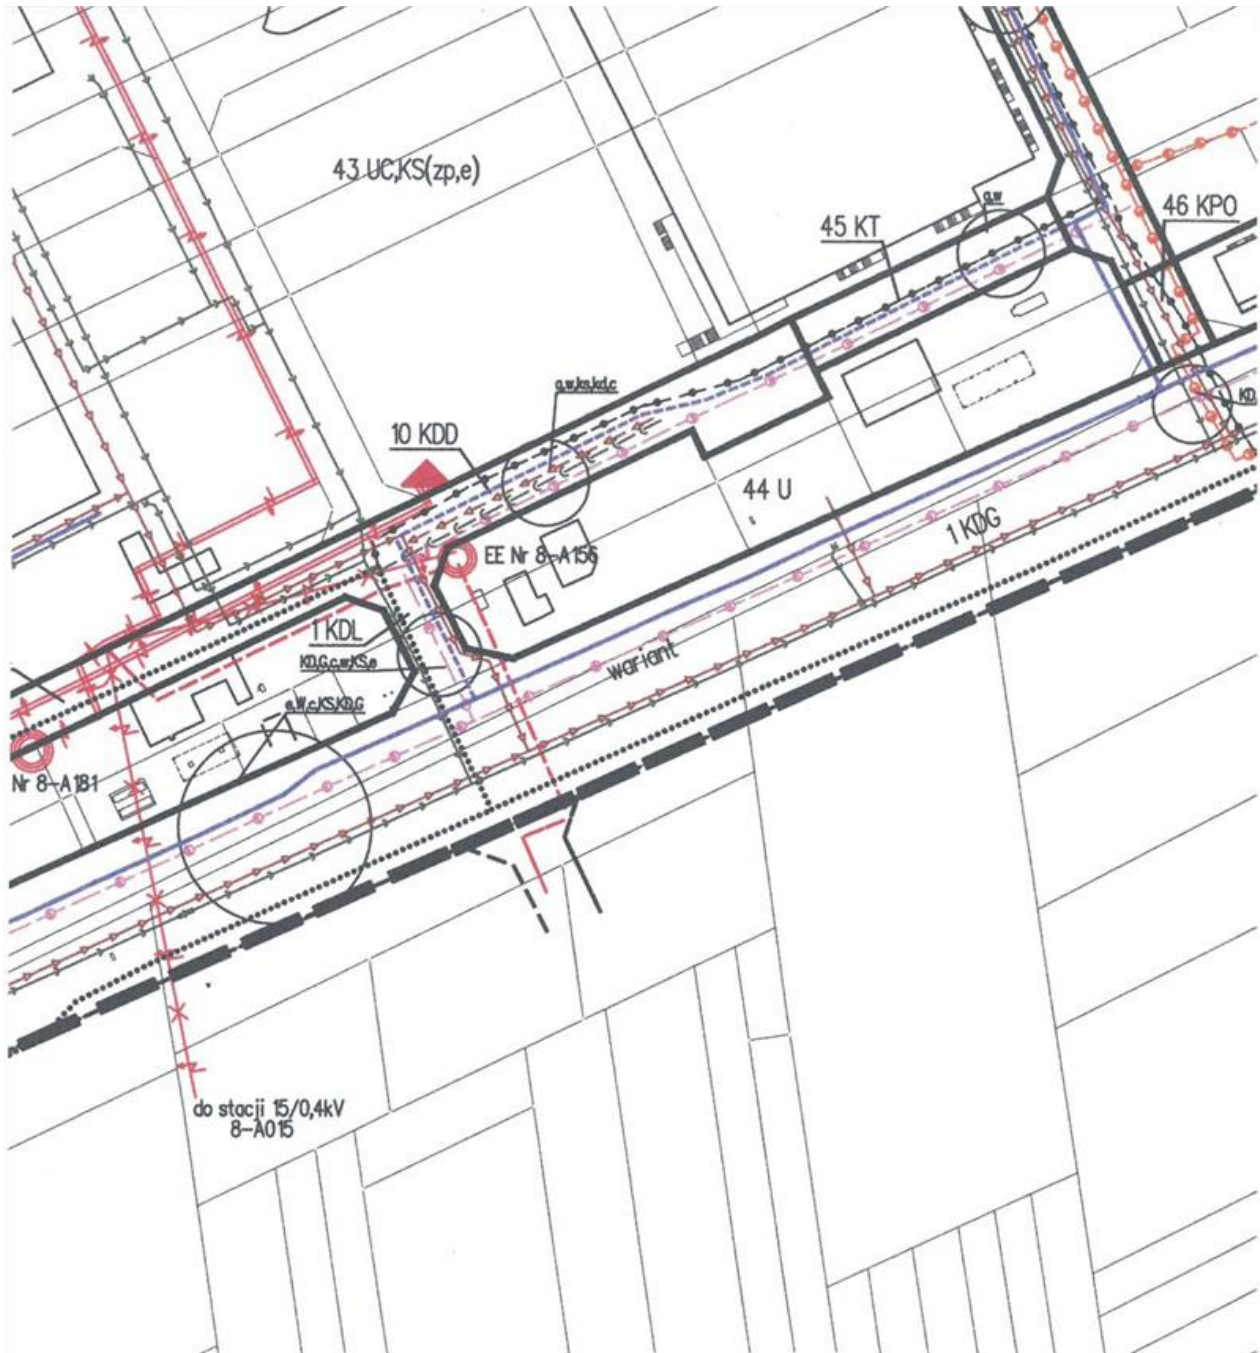 43 UC,KS(zp,e)
a,w
46 KPO
45 KT
a,w,ks,kd,c
KD,
10 KDD
44 U
1 KDG
EE Nr 8-A156
1 KDL
KD,G,c,w,KS,e
wariant
e,W,c,KS,KD,G
Nr 8-A181
do stacji 15/0,4kV
8-A015